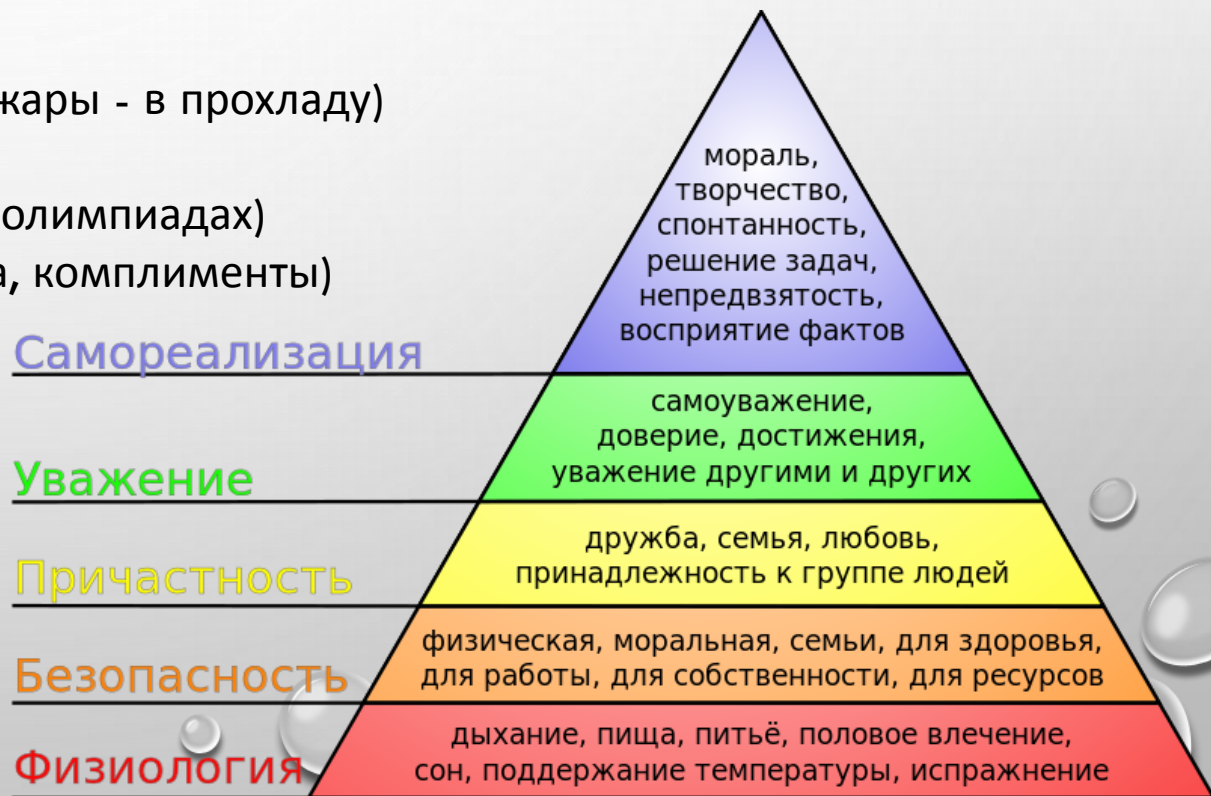 жары - в прохладу)
олимпиадах)
а, комплименты)
мораль,
творчество,
спонтанность,
решение задач,
непредвзятость,
восприятие фактов
Самореализация
самоуважение,
доверие, достижения,
уважение другими и других
Уважение
дружба, семья, любовь,
принадлежность к группе людей
Причастность
физическая, моральная, семьи, для здоровья,
для работы, для собственности, для ресурсов
Безопасность
дыхание, пища, питьё, половое влечение,
сон, поддержание температуры, испражнение
Физиология